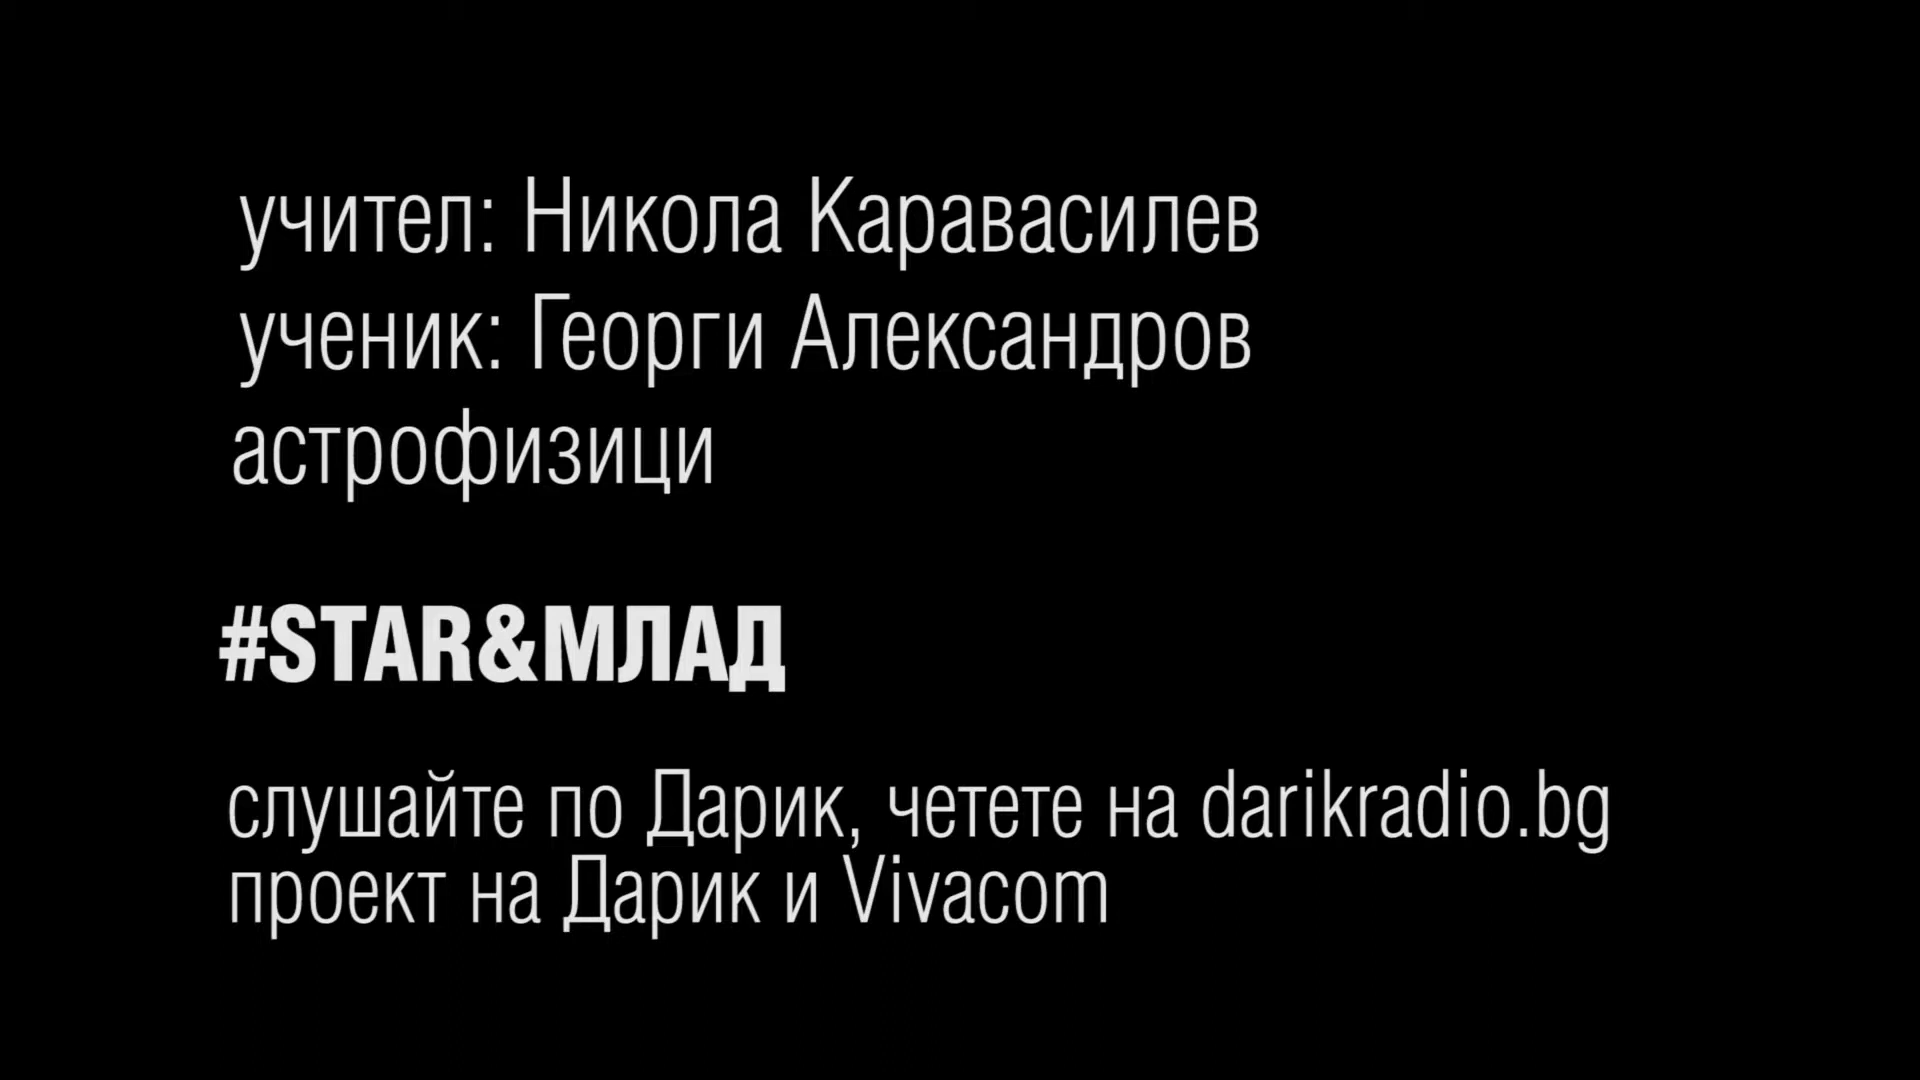 учител: Никола Каравасилев
ученик: Георги Александров
астрофизици
#STAR&МЛАД
слушайте по Дарик, четете на darikradio.bg
проект на Дарик и Vivacom